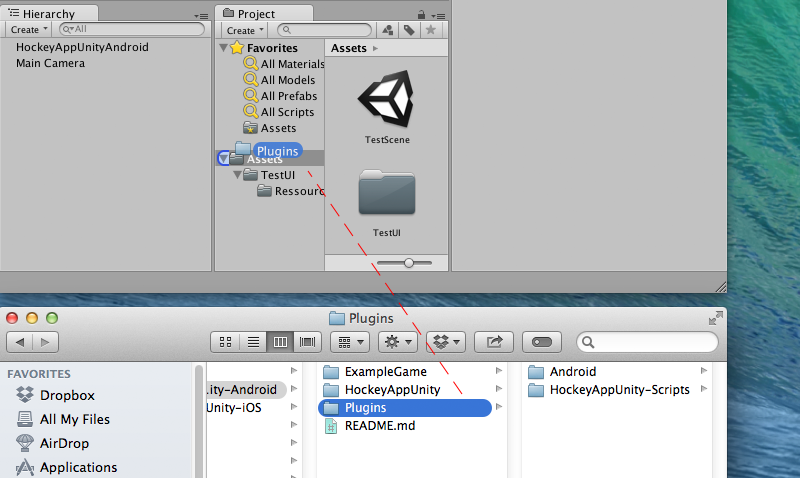 Hierarchy
Create
All
HockeyAppUnityAndroid
Main Camera
Project
Create
Favorites
All Materials
All Models
All Prefabs
All Scripts
Assets
Plugins
Assets
TestUI
Ressourc
Assets
TestScene
TestUI
Plugins
FAVORITES
Dropbox
All My Files
AirDrop
Applications
...ity-Android
Unity-iOS
ExampleGame
HockeyAppUnity
Plugins
README.md
Android
HockeyAppUnity-Scripts